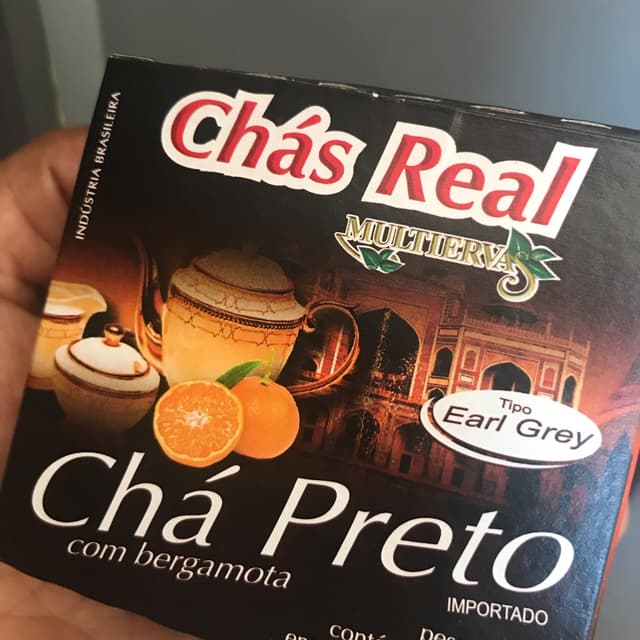 INDÚSTRIA BRASILEIRA
Chás Real
MULTIERVAS
Tipo
Earl Grey
Chá Preto
com bergamota
IMPORTADO